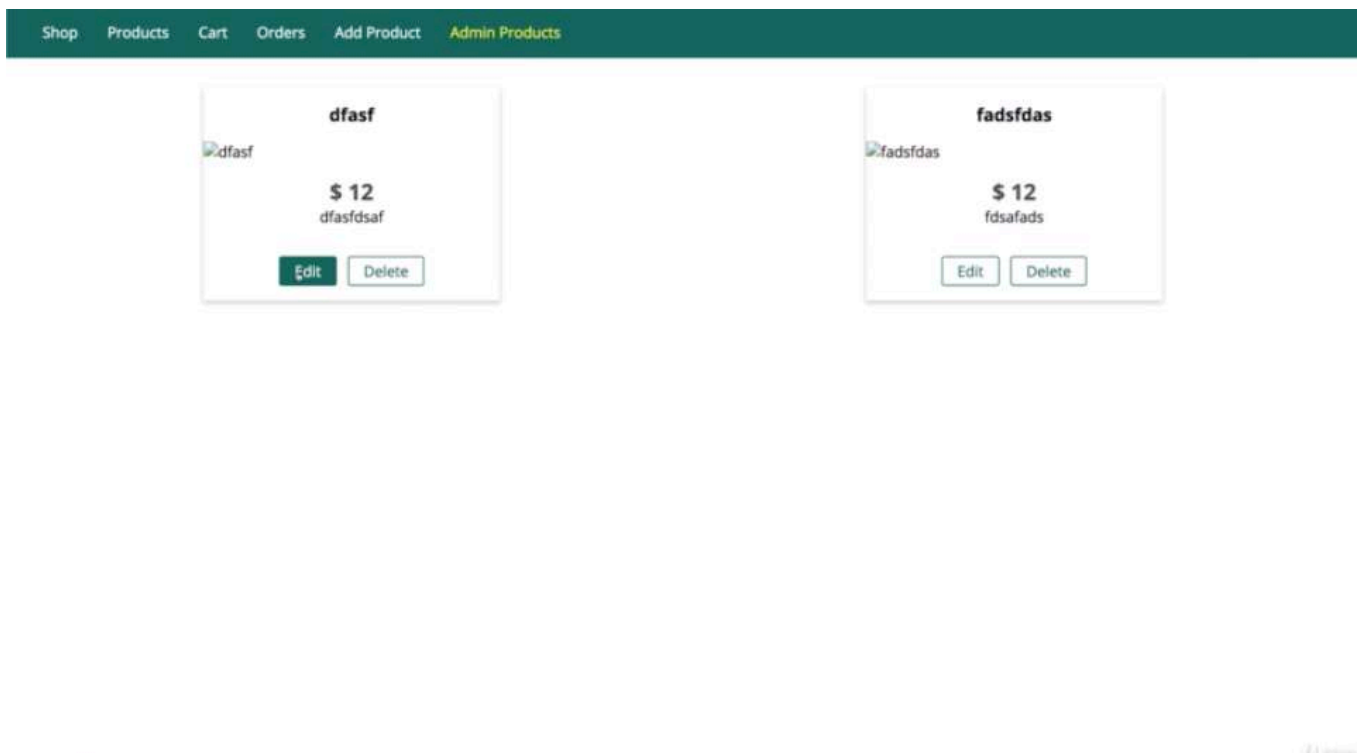 Shop Products Cart Orders Add Product Admin Products
dfasf
dfasf
$ 12
dfasfdsaf
Edit Delete
fadsfdas
fadsfdas
$ 12
fdsafads
Edit Delete